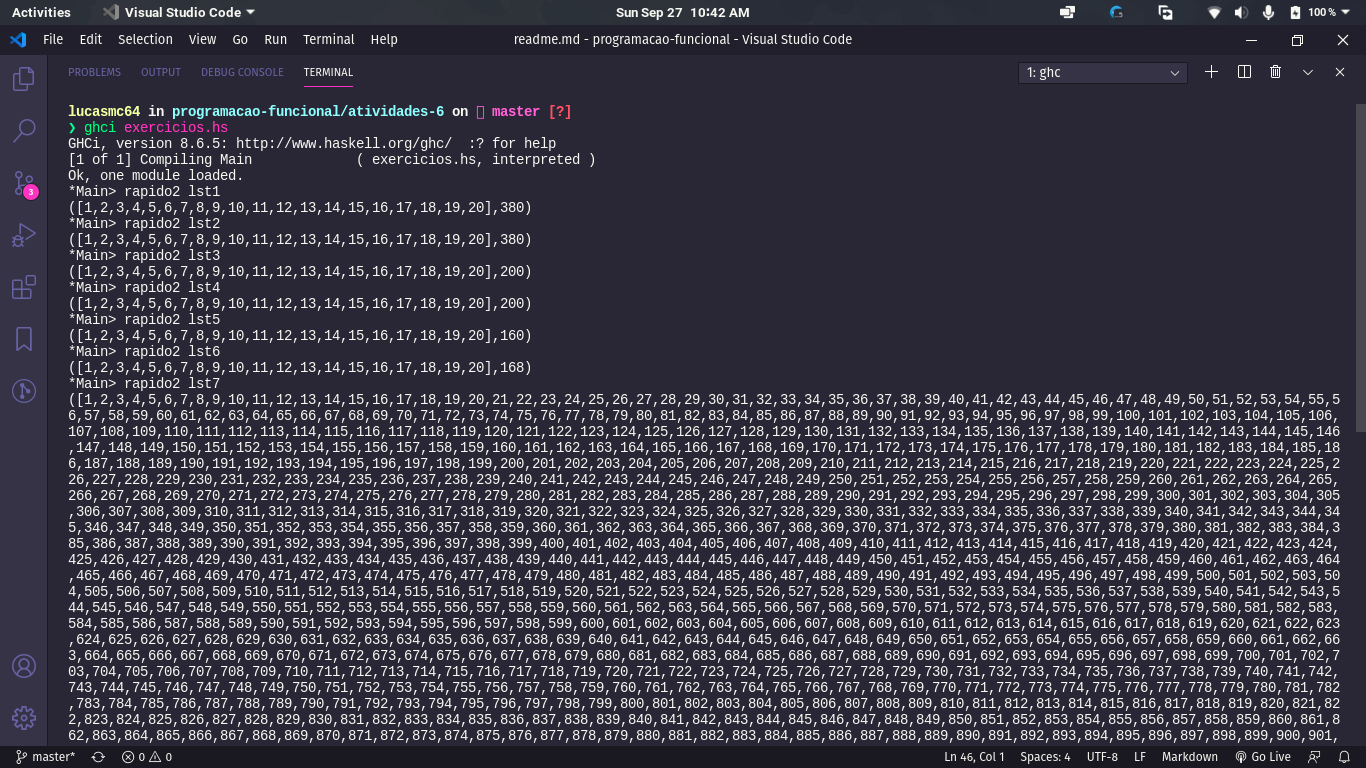 Activities Visual Studio Code Sun Sep 27 10:42 AM 100 %
File Edit Selection View Go Run Terminal Help readme.md - programacao-funcional - Visual Studio Code
PROBLEMS OUTPUT DEBUG CONSOLE TERMINAL 1: ghc
lucasmc64 in programacao-funcional/atividades-6 on master [?]
❯ ghci exercicios.hs
GHCi, version 8.6.5: http://www.haskell.org/ghc/  :? for help
[1 of 1] Compiling Main             ( exercicios.hs, interpreted )
Ok, one module loaded.
*Main> rapido2 lst1
([1,2,3,4,5,6,7,8,9,10,11,12,13,14,15,16,17,18,19,20],380)
*Main> rapido2 lst2
([1,2,3,4,5,6,7,8,9,10,11,12,13,14,15,16,17,18,19,20],380)
*Main> rapido2 lst3
([1,2,3,4,5,6,7,8,9,10,11,12,13,14,15,16,17,18,19,20],200)
*Main> rapido2 lst4
([1,2,3,4,5,6,7,8,9,10,11,12,13,14,15,16,17,18,19,20],200)
*Main> rapido2 lst5
([1,2,3,4,5,6,7,8,9,10,11,12,13,14,15,16,17,18,19,20],160)
*Main> rapido2 lst6
([1,2,3,4,5,6,7,8,9,10,11,12,13,14,15,16,17,18,19,20],168)
*Main> rapido2 lst7
([1,2,3,4,5,6,7,8,9,10,11,12,13,14,15,16,17,18,19,20,21,22,23,24,25,26,27,28,29,30,31,32,33,34,35,36,37,38,39,40,41,42,43,44,45,46,47,48,49,50,51,52,53,54,55,5
6,57,58,59,60,61,62,63,64,65,66,67,68,69,70,71,72,73,74,75,76,77,78,79,80,81,82,83,84,85,86,87,88,89,90,91,92,93,94,95,96,97,98,99,100,101,102,103,104,105,106,
107,108,109,110,111,112,113,114,115,116,117,118,119,120,121,122,123,124,125,126,127,128,129,130,131,132,133,134,135,136,137,138,139,140,141,142,143,144,145,146
,147,148,149,150,151,152,153,154,155,156,157,158,159,160,161,162,163,164,165,166,167,168,169,170,171,172,173,174,175,176,177,178,179,180,181,182,183,184,185,18
6,187,188,189,190,191,192,193,194,195,196,197,198,199,200,201,202,203,204,205,206,207,208,209,210,211,212,213,214,215,216,217,218,219,220,221,222,223,224,225,2
26,227,228,229,230,231,232,233,234,235,236,237,238,239,240,241,242,243,244,245,246,247,248,249,250,251,252,253,254,255,256,257,258,259,260,261,262,263,264,265,
266,267,268,269,270,271,272,273,274,275,276,277,278,279,280,281,282,283,284,285,286,287,288,289,290,291,292,293,294,295,296,297,298,299,300,301,302,303,304,305
,306,307,308,309,310,311,312,313,314,315,316,317,318,319,320,321,322,323,324,325,326,327,328,329,330,331,332,333,334,335,336,337,338,339,340,341,342,343,344,34
5,346,347,348,349,350,351,352,353,354,355,356,357,358,359,360,361,362,363,364,365,366,367,368,369,370,371,372,373,374,375,376,377,378,379,380,381,382,383,384,3
85,386,387,388,389,390,391,392,393,394,395,396,397,398,399,400,401,402,403,404,405,406,407,408,409,410,411,412,413,414,415,416,417,418,419,420,421,422,423,424,
425,426,427,428,429,430,431,432,433,434,435,436,437,438,439,440,441,442,443,444,445,446,447,448,449,450,451,452,453,454,455,456,457,458,459,460,461,462,463,464
,465,466,467,468,469,470,471,472,473,474,475,476,477,478,479,480,481,482,483,484,485,486,487,488,489,490,491,492,493,494,495,496,497,498,499,500,501,502,503,50
4,505,506,507,508,509,510,511,512,513,514,515,516,517,518,519,520,521,522,523,524,525,526,527,528,529,530,531,532,533,534,535,536,537,538,539,540,541,542,543,5
44,545,546,547,548,549,550,551,552,553,554,555,556,557,558,559,560,561,562,563,564,565,566,567,568,569,570,571,572,573,574,575,576,577,578,579,580,581,582,583,
584,585,586,587,588,589,590,591,592,593,594,595,596,597,598,599,600,601,602,603,604,605,606,607,608,609,610,611,612,613,614,615,616,617,618,619,620,621,622,623
,624,625,626,627,628,629,630,631,632,633,634,635,636,637,638,639,640,641,642,643,644,645,646,647,648,649,650,651,652,653,654,655,656,657,658,659,660,661,662,66
3,664,665,666,667,668,669,670,671,672,673,674,675,676,677,678,679,680,681,682,683,684,685,686,687,688,689,690,691,692,693,694,695,696,697,698,699,700,701,702,7
03,704,705,706,707,708,709,710,711,712,713,714,715,716,717,718,719,720,721,722,723,724,725,726,727,728,729,730,731,732,733,734,735,736,737,738,739,740,741,742,
743,744,745,746,747,748,749,750,751,752,753,754,755,756,757,758,759,760,761,762,763,764,765,766,767,768,769,770,771,772,773,774,775,776,777,778,779,780,781,782
,783,784,785,786,787,788,789,790,791,792,793,794,795,796,797,798,799,800,801,802,803,804,805,806,807,808,809,810,811,812,813,814,815,816,817,818,819,820,821,82
2,823,824,825,826,827,828,829,830,831,832,833,834,835,836,837,838,839,840,841,842,843,844,845,846,847,848,849,850,851,852,853,854,855,856,857,858,859,860,861,8
62,863,864,865,866,867,868,869,870,871,872,873,874,875,876,877,878,879,880,881,882,883,884,885,886,887,888,889,890,891,892,893,894,895,896,897,898,899,900,901,
3
master* 0 0 Ln 46, Col 1 Spaces: 4 UTF-8 LF Markdown Go Live